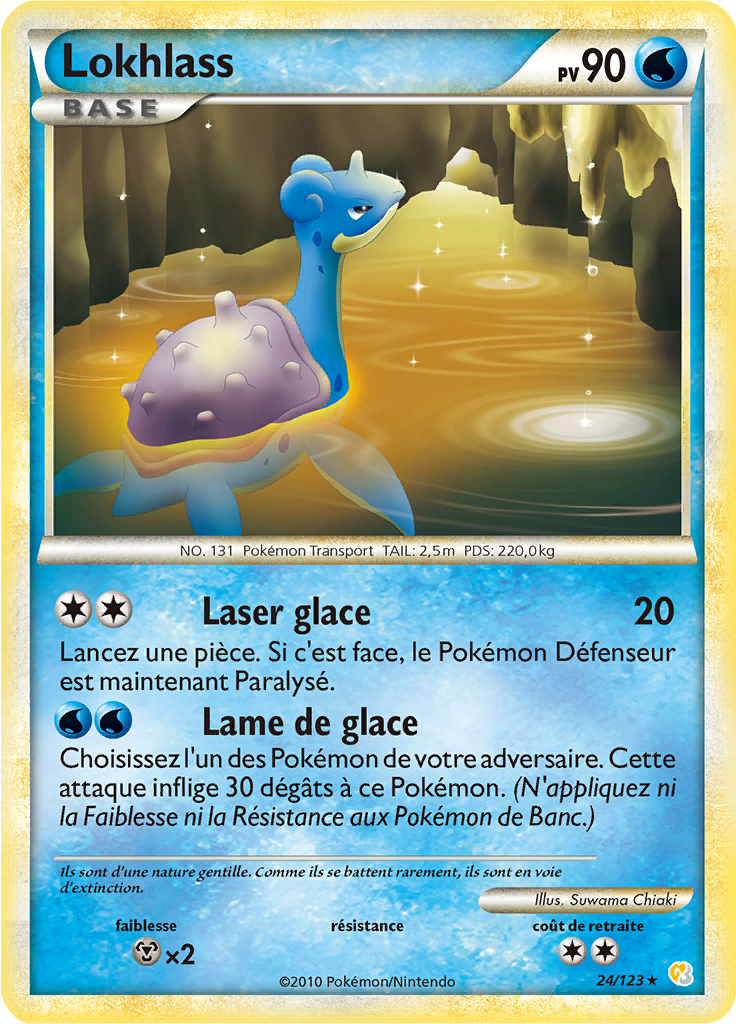 Lokhlass
PV 90
BASE
NO. 131 Pokémon Transport TAIL: 2,5m PDS: 220,0kg
Laser glace 20
Lancez une pièce. Si c'est face, le Pokémon Défenseur
est maintenant Paralysé.
Lame de glace
Choisissez l'un des Pokémon de votre adversaire. Cette
attaque inflige 30 dégâts à ce Pokémon. (N'appliquez ni
la Faiblesse ni la Résistance aux Pokémon de Banc.)
Ils sont d'une nature gentille. Comme ils se battent rarement, ils sont en voie
d'extinction.
Illus. Suwama Chiaki
faiblesse résistance coût de retraite
×2
©2010 Pokémon/Nintendo 24/123 ★